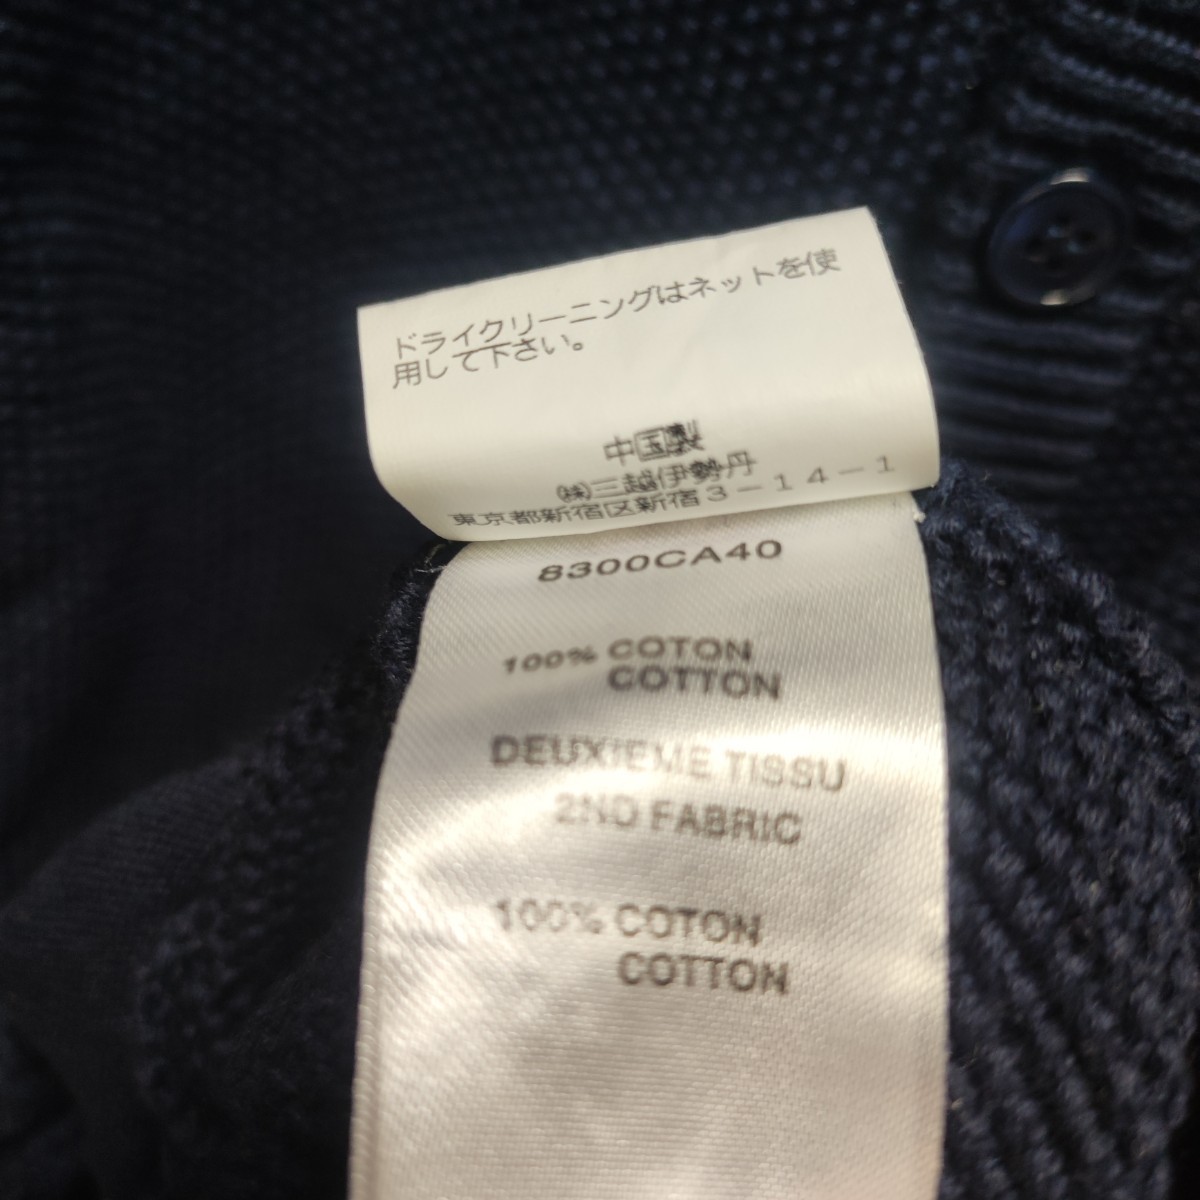 ドライクリーニングはネットを使
用して下さい。
中国製
㈱三越伊勢丹
東京都新宿区新宿3-14-1
8300CA40
100% COTON
COTTON
DEUXIEME TISSU
2ND FABRIC
100% COTON
COTTON